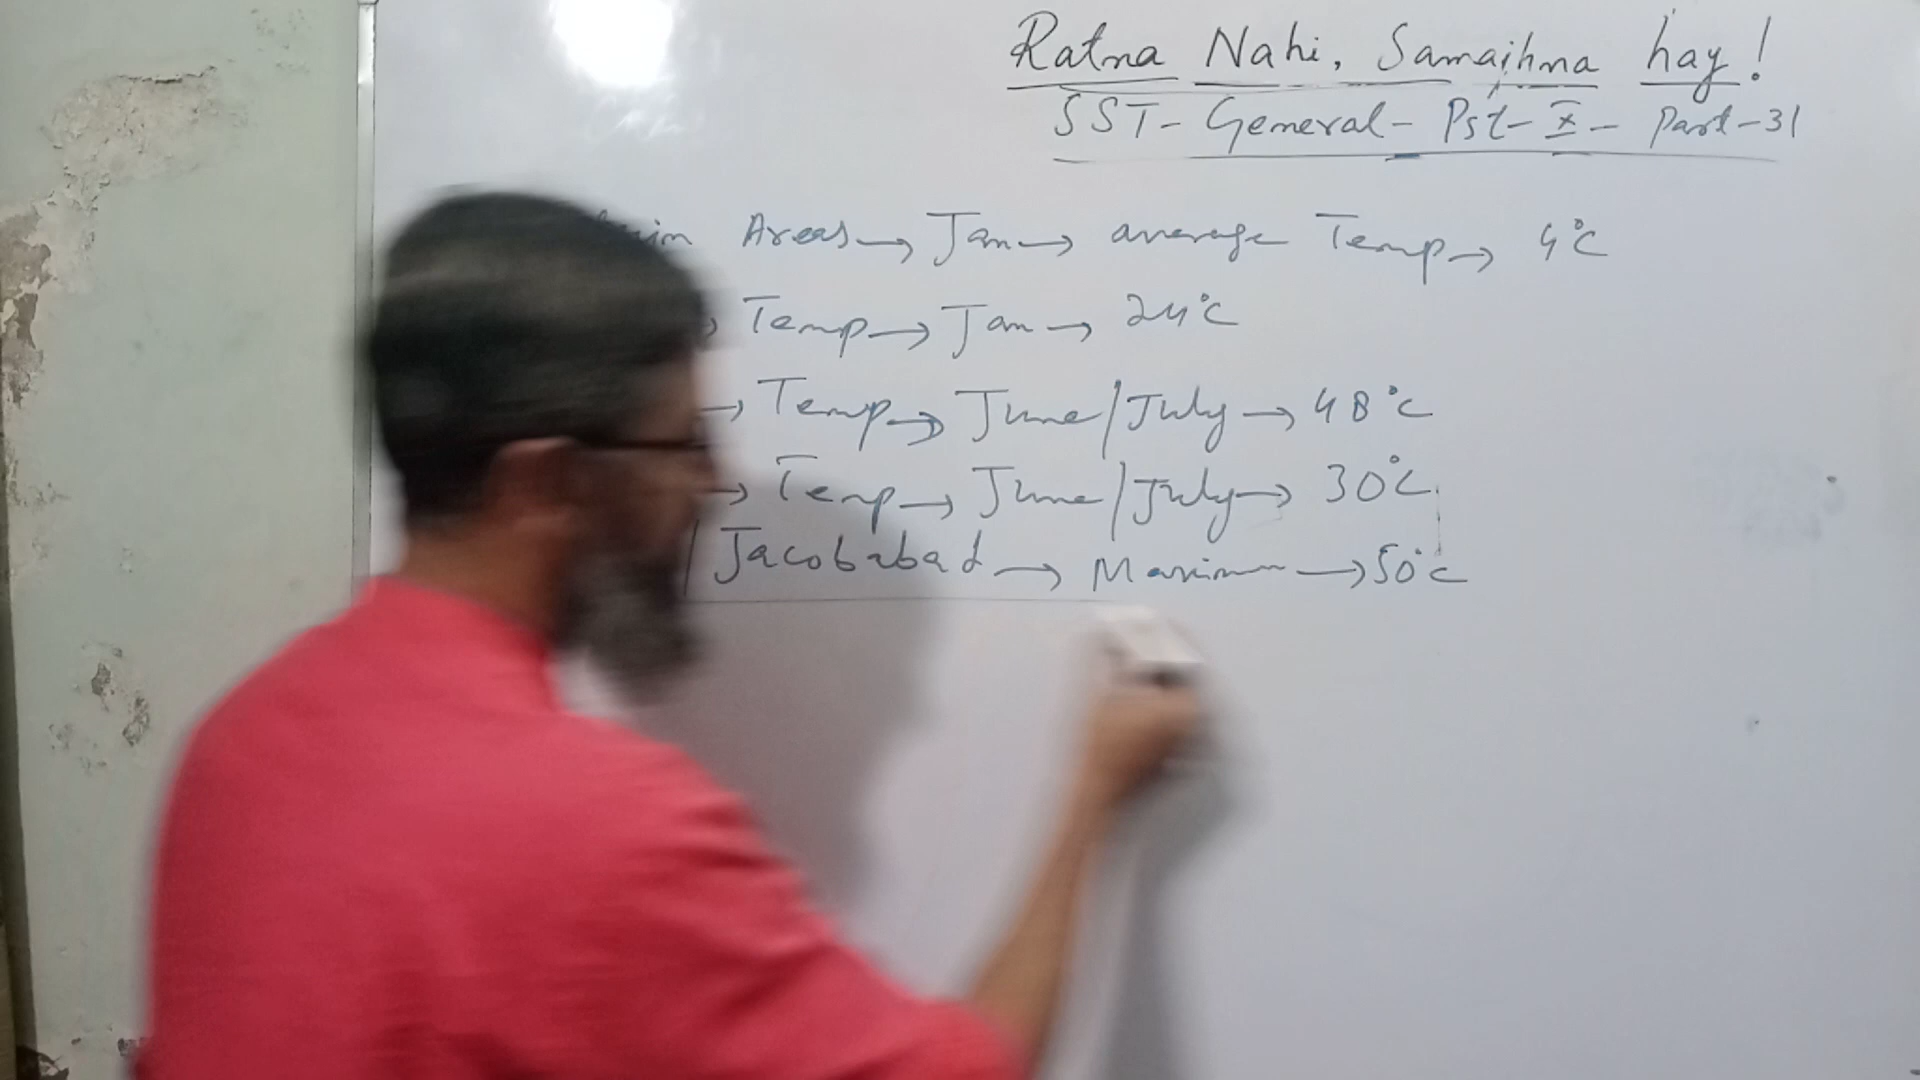 Ratna Nahi, Samajhna hay!
SST- General- Pst- X - Part-31
Areas → Jan → average Temp → 4°C
→ Temp → Jan → 24°C
→ Temp → June/July → 48°C
→ Temp → June/July → 30°C
/ Jacobabad → Maximum → 50°C